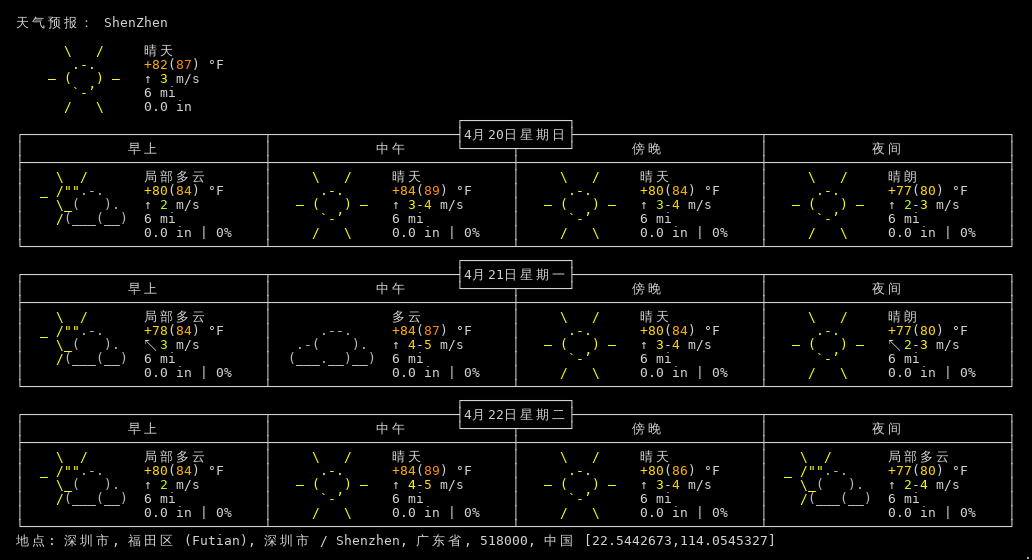 天气预报： ShenZhen
晴天
+82(87) °F
↑ 3 m/s
6 mi
0.0 in
4月20日星期日
早上 中午 傍晚 夜间
局部多云 晴天 晴天 晴朗
+80(84) °F +84(89) °F +80(84) °F +77(80) °F
↑ 2 m/s ↑ 3-4 m/s ↑ 3-4 m/s ↑ 2-3 m/s
6 mi 6 mi 6 mi 6 mi
0.0 in | 0% 0.0 in | 0% 0.0 in | 0% 0.0 in | 0%
4月21日星期一
早上 中午 傍晚 夜间
局部多云 多云 晴天 晴朗
+78(84) °F +84(87) °F +80(84) °F +77(80) °F
↖ 3 m/s ↑ 4-5 m/s ↑ 3-4 m/s ↖ 2-3 m/s
6 mi 6 mi 6 mi 6 mi
0.0 in | 0% 0.0 in | 0% 0.0 in | 0% 0.0 in | 0%
4月22日星期二
早上 中午 傍晚 夜间
局部多云 晴天 晴天 局部多云
+80(84) °F +84(89) °F +80(86) °F +77(80) °F
↑ 2 m/s ↑ 4-5 m/s ↑ 3-4 m/s ↑ 2-4 m/s
6 mi 6 mi 6 mi 6 mi
0.0 in | 0% 0.0 in | 0% 0.0 in | 0% 0.0 in | 0%
地点: 深圳市, 福田区 (Futian), 深圳市 / Shenzhen, 广东省, 518000, 中国 [22.5442673,114.0545327]